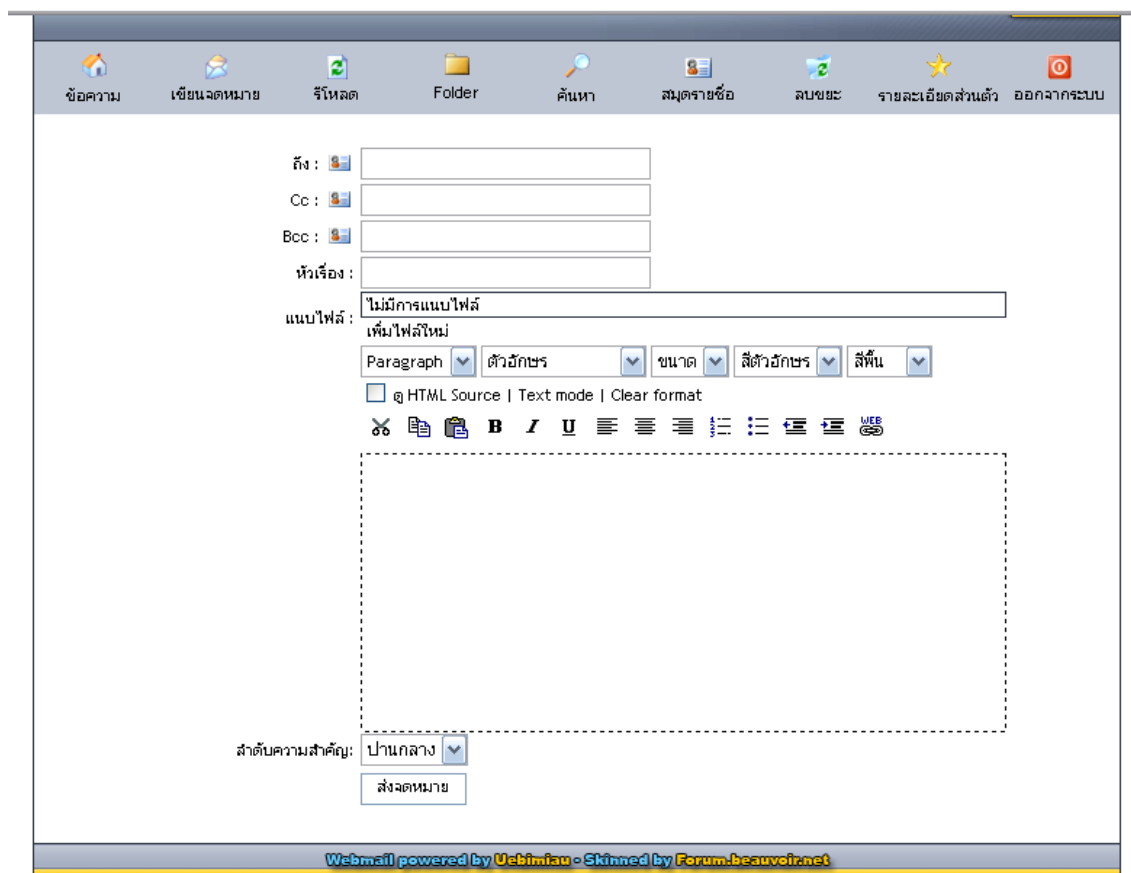 ข้อความ เขียนจดหมาย รีโหลด Folder ค้นหา สมุดรายชื่อ ลบขยะ รายละเอียดส่วนตัว ออกจากระบบ
ถึง :
Cc :
Bcc :
หัวเรื่อง :
แนบไฟล์ : ไม่มีการแนบไฟล์
เพิ่มไฟล์ใหม่
Paragraph ตัวอักษร ขนาด สีตัวอักษร สีพื้น
ดู HTML Source | Text mode | Clear format
B I U WEB
ลำดับความสำคัญ: ปานกลาง
ส่งจดหมาย
Webmail powered by Uebimiau - Skinned by Forum.beauvoir.net